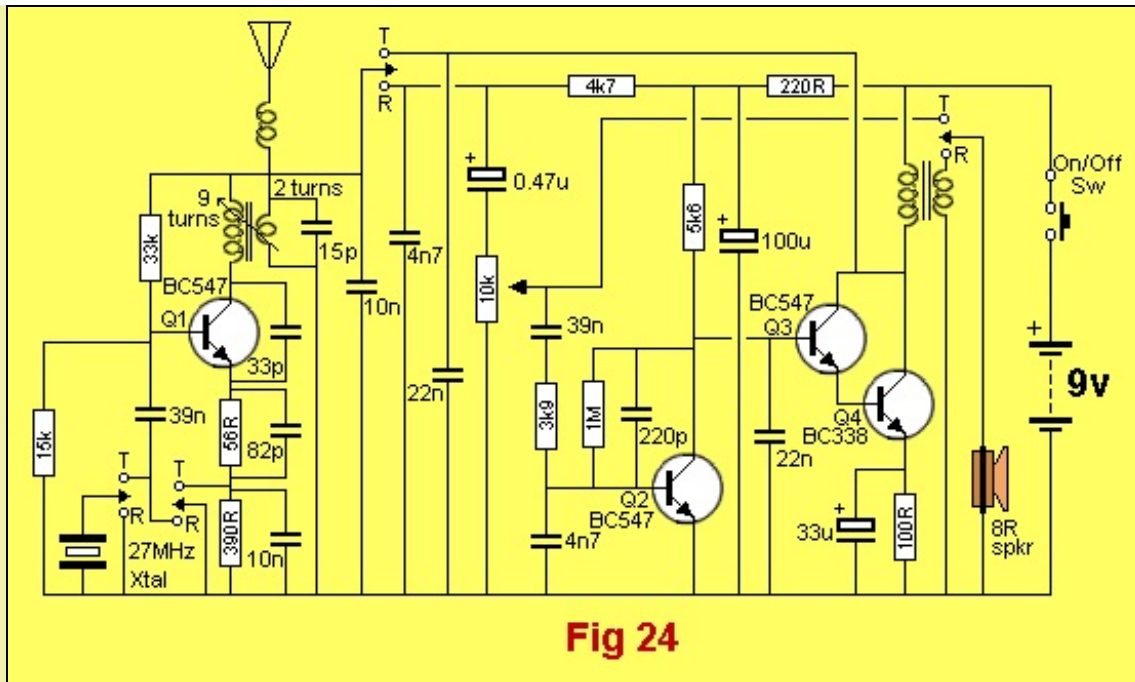 T
R
4k7
220R
T
R
On/Off
Sw
+
0.47u
2 turns
9
turns
33k
15p
4n7
5k6
+
100u
BC547
Q1
10n
10k
39n
BC547
Q3
+
9v
33p
22n
3k9
1M
220p
Q4
BC338
15k
39n
56R
82p
22n
T
T
R
R
Q2
BC547
+
33u
100R
8R
spkr
27MHz
Xtal
390R
10n
4n7
Fig 24